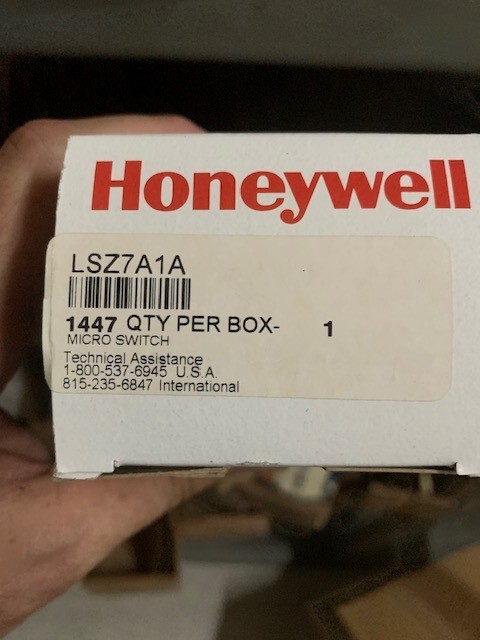 Honeywell
LSZ7A1A
1447 QTY PER BOX- 1
MICRO SWITCH
Technical Assistance
1-800-537-6945 U.S.A.
815-235-6847 International